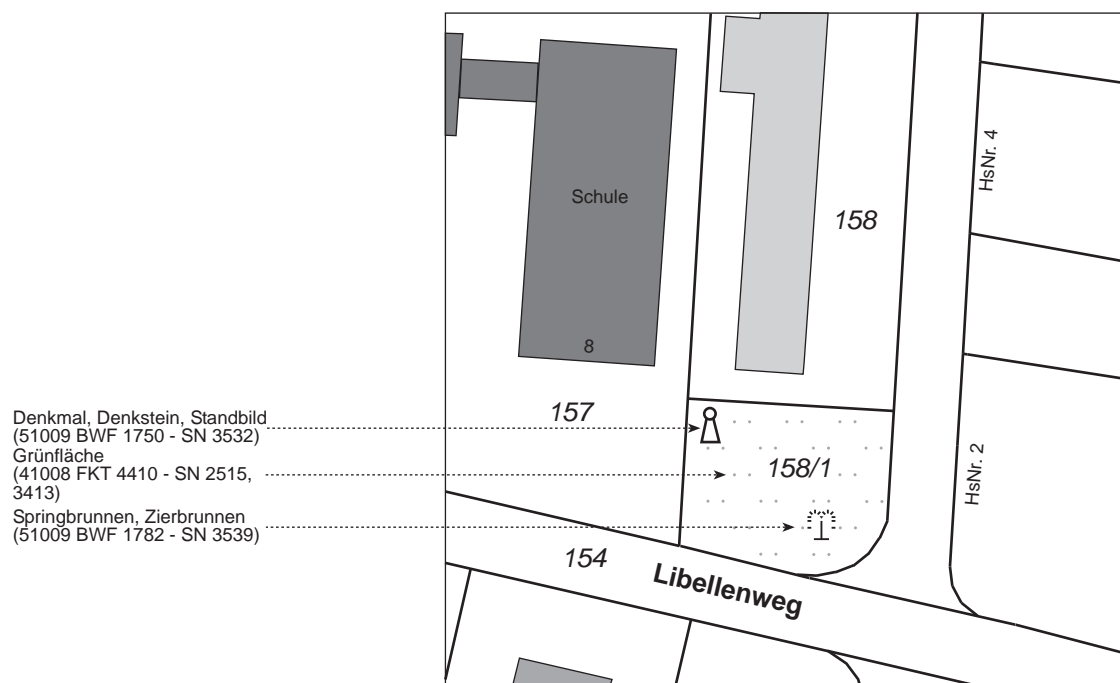 HsNr. 4
Schule
158
8
157
Denkmal, Denkstein, Standbild
(51009 BWF 1750 - SN 3532)
Grünfläche
(41008 FKT 4410 - SN 2515,
3413)
158/1
HsNr. 2
Springbrunnen, Zierbrunnen
(51009 BWF 1782 - SN 3539)
154
Libellenweg